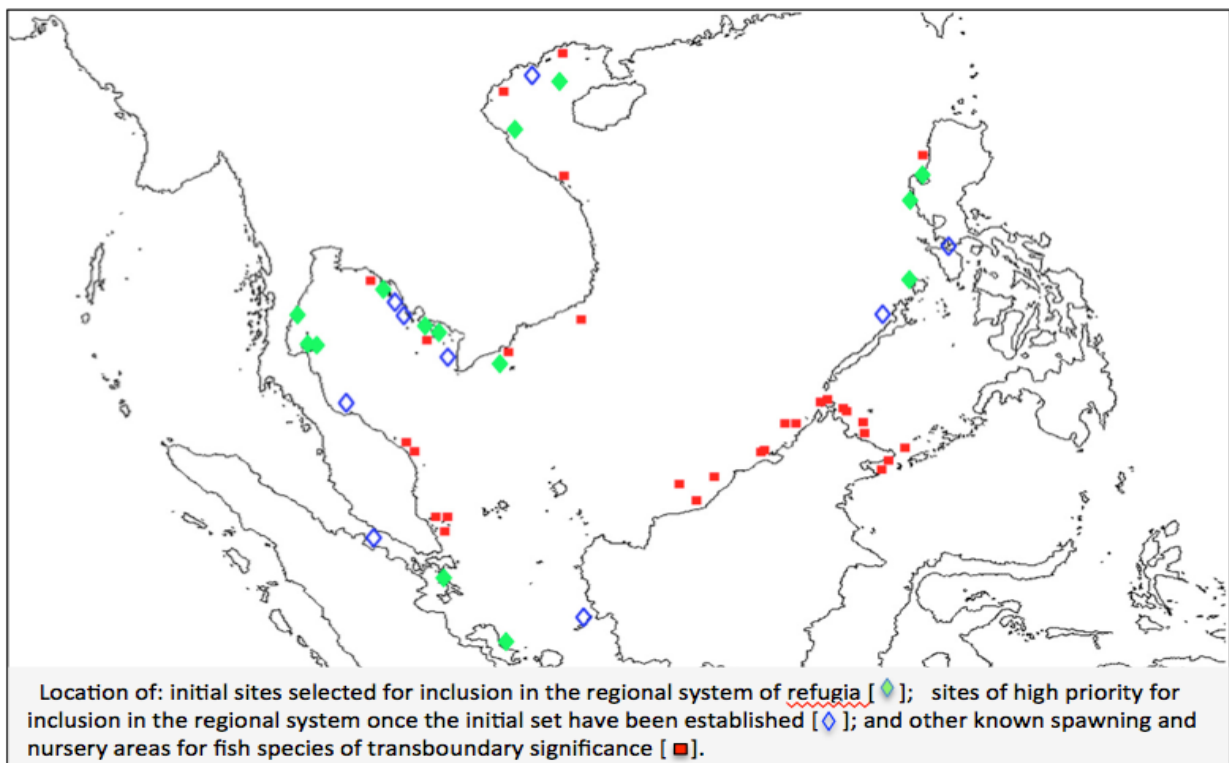 Location of: initial sites selected for inclusion in the regional system of refugia [ ]; sites of high priority for
inclusion in the regional system once the initial set have been established [ ]; and other known spawning and
nursery areas for fish species of transboundary significance [ ].